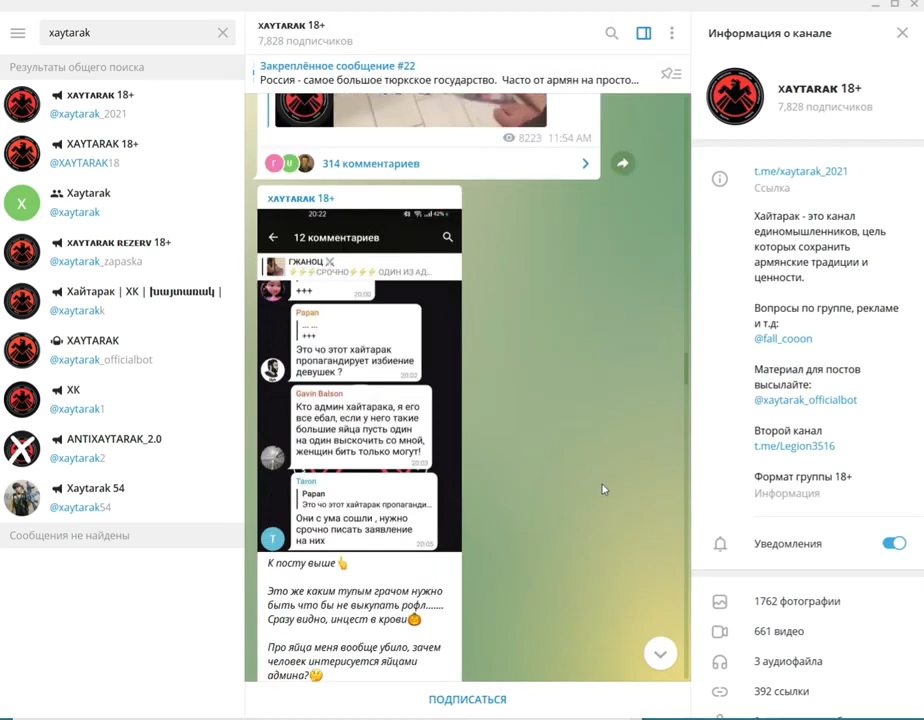 xaytarak
Результаты общего поиска
XAYTARAK 18+
@xaytarak_2021
XAYTARAK 18+
@XAYTARAK18
Xaytarak
@xaytarak
XAYTARAK REZERV 18+
@xaytarak_zapaska
Хайтарак | ХК | խայտառակ |
@xaytarakk
XAYTARAK
@xaytarak_officialbot
ХК
@xaytarak1
ANTIXAYTARAK_2.0
@xaytarak2
Xaytarak 54
@xaytarak54
Сообщения не найдены
XAYTARAK 18+
7,828 подписчиков
Закреплённое сообщение #22
Россия - самое большое тюркское государство. Часто от армян на просто...
8223 11:54 AM
314 комментариев
XAYTARAK 18+
20:22
42%
12 комментариев
ГЖАНОЦ ⚔️
⚡⚡⚡СРОЧНО⚡⚡⚡ ОДИН ИЗ АД...
+++
20:00
Papan
... ...
+++
Это чо этот хайтарак
пропагандирует избиение
девушек ?
20:02
Gavin Balson
Кто админ хайтарака, я его
все ебал, если у него такие
большие яйца пусть один
на один выскочить со мной,
женщин бить только могут!
20:03
Taron
Papan
Это чо этот хайтарак пропаганди...
Они с ума сошли , нужно
срочно писать заявление
на них
20:05
К посту выше👆
Это же каким тупым грачом нужно
быть что бы не выкупать рофл.......
Сразу видно, инцест в крови🎃
Про яйца меня вообще убило, зачем
человек интерисуется яйцами
админа?🤔
ПОДПИСАТЬСЯ
Информация о канале
XAYTARAK 18+
7,828 подписчиков
t.me/xaytarak_2021
Ссылка
Хайтарак - это канал
единомышленников, цель
которых сохранить
армянские традиции и
ценности.
Вопросы по группе, рекламе
и т.д:
@fall_cooon
Материал для постов
высылайте:
@xaytarak_officialbot
Второй канал
t.me/Legion3516
Формат группы 18+
Информация
Уведомления
1762 фотографии
661 видео
3 аудиофайла
392 ссылки